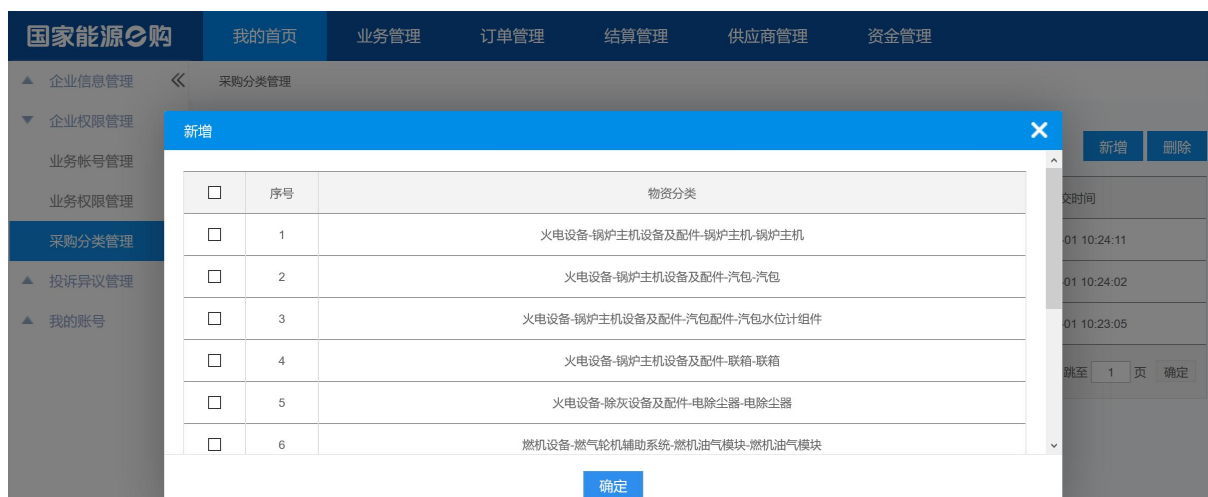 国家能源e购 我的首页 业务管理 订单管理 结算管理 供应商管理 资金管理
企业信息管理 采购分类管理
企业权限管理
业务帐号管理
业务权限管理
采购分类管理
投诉异议管理
我的账号
新增 删除
交时间
-01 10:24:11
-01 10:24:02
-01 10:23:05
跳至 1 页 确定
新增
序号 物资分类
1 火电设备-锅炉主机设备及配件-锅炉主机-锅炉主机
2 火电设备-锅炉主机设备及配件-汽包-汽包
3 火电设备-锅炉主机设备及配件-汽包配件-汽包水位计组件
4 火电设备-锅炉主机设备及配件-联箱-联箱
5 火电设备-除灰设备及配件-电除尘器-电除尘器
6 燃机设备-燃气轮机辅助系统-燃机油气模块-燃机油气模块
确定